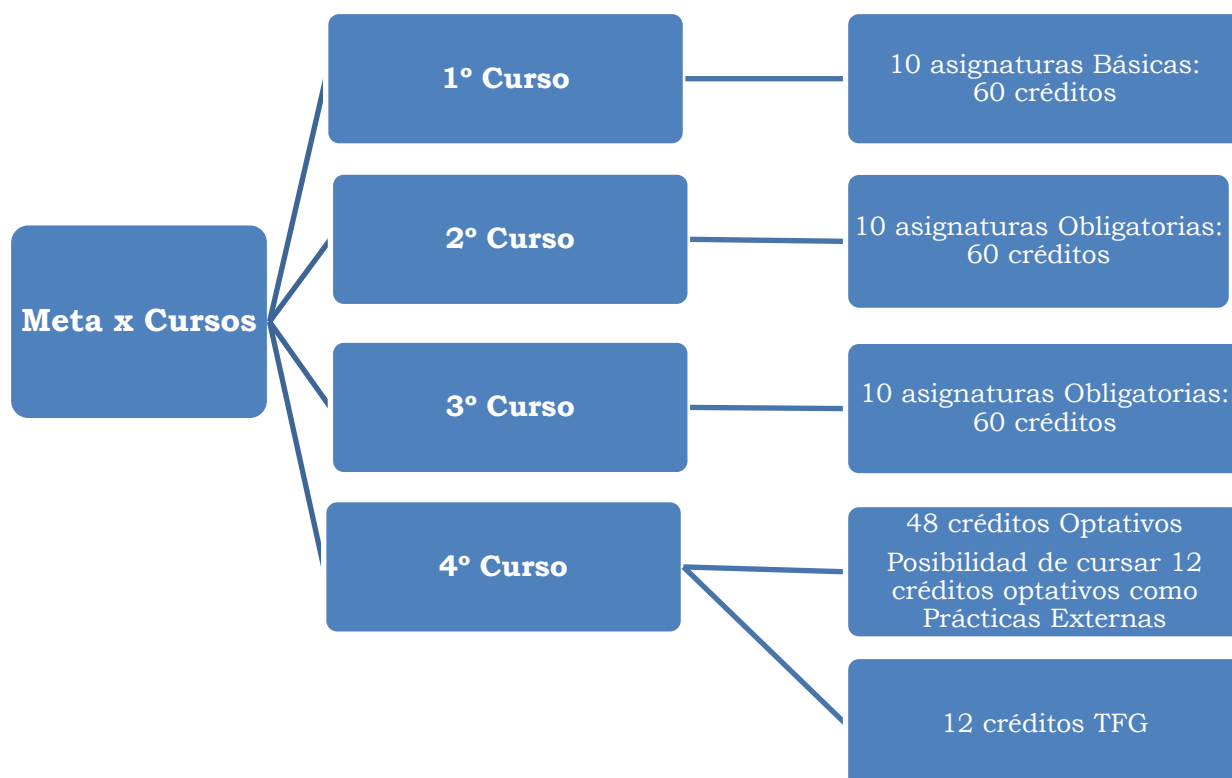 Meta x Cursos
1º Curso
10 asignaturas Básicas:
60 créditos
2º Curso
10 asignaturas Obligatorias:
60 créditos
3º Curso
10 asignaturas Obligatorias:
60 créditos
4º Curso
48 créditos Optativos
Posibilidad de cursar 12
créditos optativos como
Prácticas Externas
12 créditos TFG